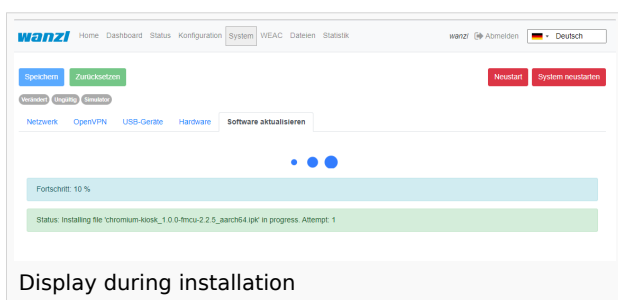 wanzl Home Dashboard Status Konfiguration System WEAC Dateien Statistik wanzl Abmelden Deutsch
Speichern Zurücksetzen Neustart System neustarten
Verändert Ungültig Simulator
Netzwerk OpenVPN USB-Geräte Hardware Software aktualisieren
Fortschritt: 10 %
Status: Installing file 'chromium-kiosk_1.0.0-fmcu-2.2.5_aarch64.ipk' in progress. Attempt: 1
Display during installation